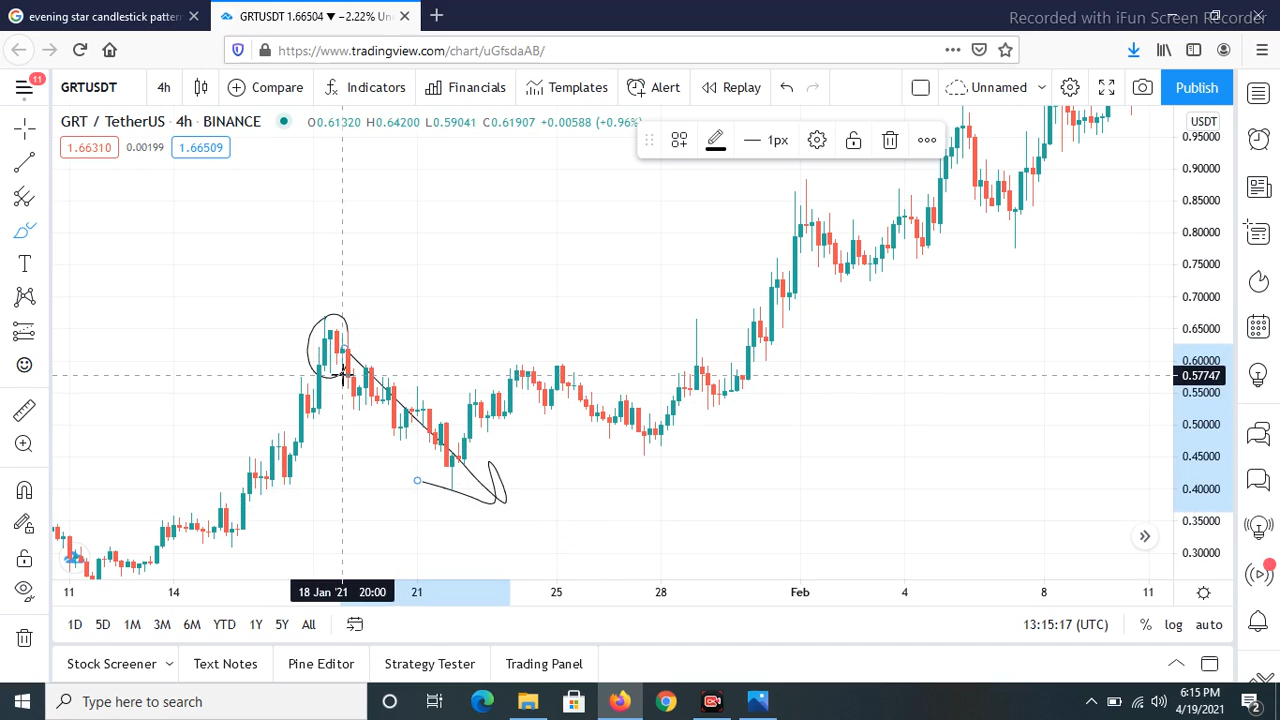 evening star candlestick pattern
GRTUSDT 1.66504 ▼ −2.22% Un
Recorded with iFun Screen Recorder
https://www.tradingview.com/chart/uGfsdaAB/
11
GRTUSDT 4h Compare Indicators Financials Templates Alert Replay Unnamed Publish
GRT / TetherUS · 4h · BINANCE O0.61320 H0.64200 L0.59041 C0.61907 +0.00588 (+0.96%)
USDT
1.66310 0.00199 1.66509
1px
0.95000
0.90000
0.85000
0.80000
0.75000
0.70000
0.65000
0.60000
0.57747
0.55000
0.50000
0.45000
0.40000
0.35000
0.30000
11 14 18 Jan '21 20:00 21 25 28 Feb 4 8 11
1D 5D 1M 3M 6M YTD 1Y 5Y All 13:15:17 (UTC) % log auto
Stock Screener Text Notes Pine Editor Strategy Tester Trading Panel
Type here to search
6:15 PM
4/19/2021
2